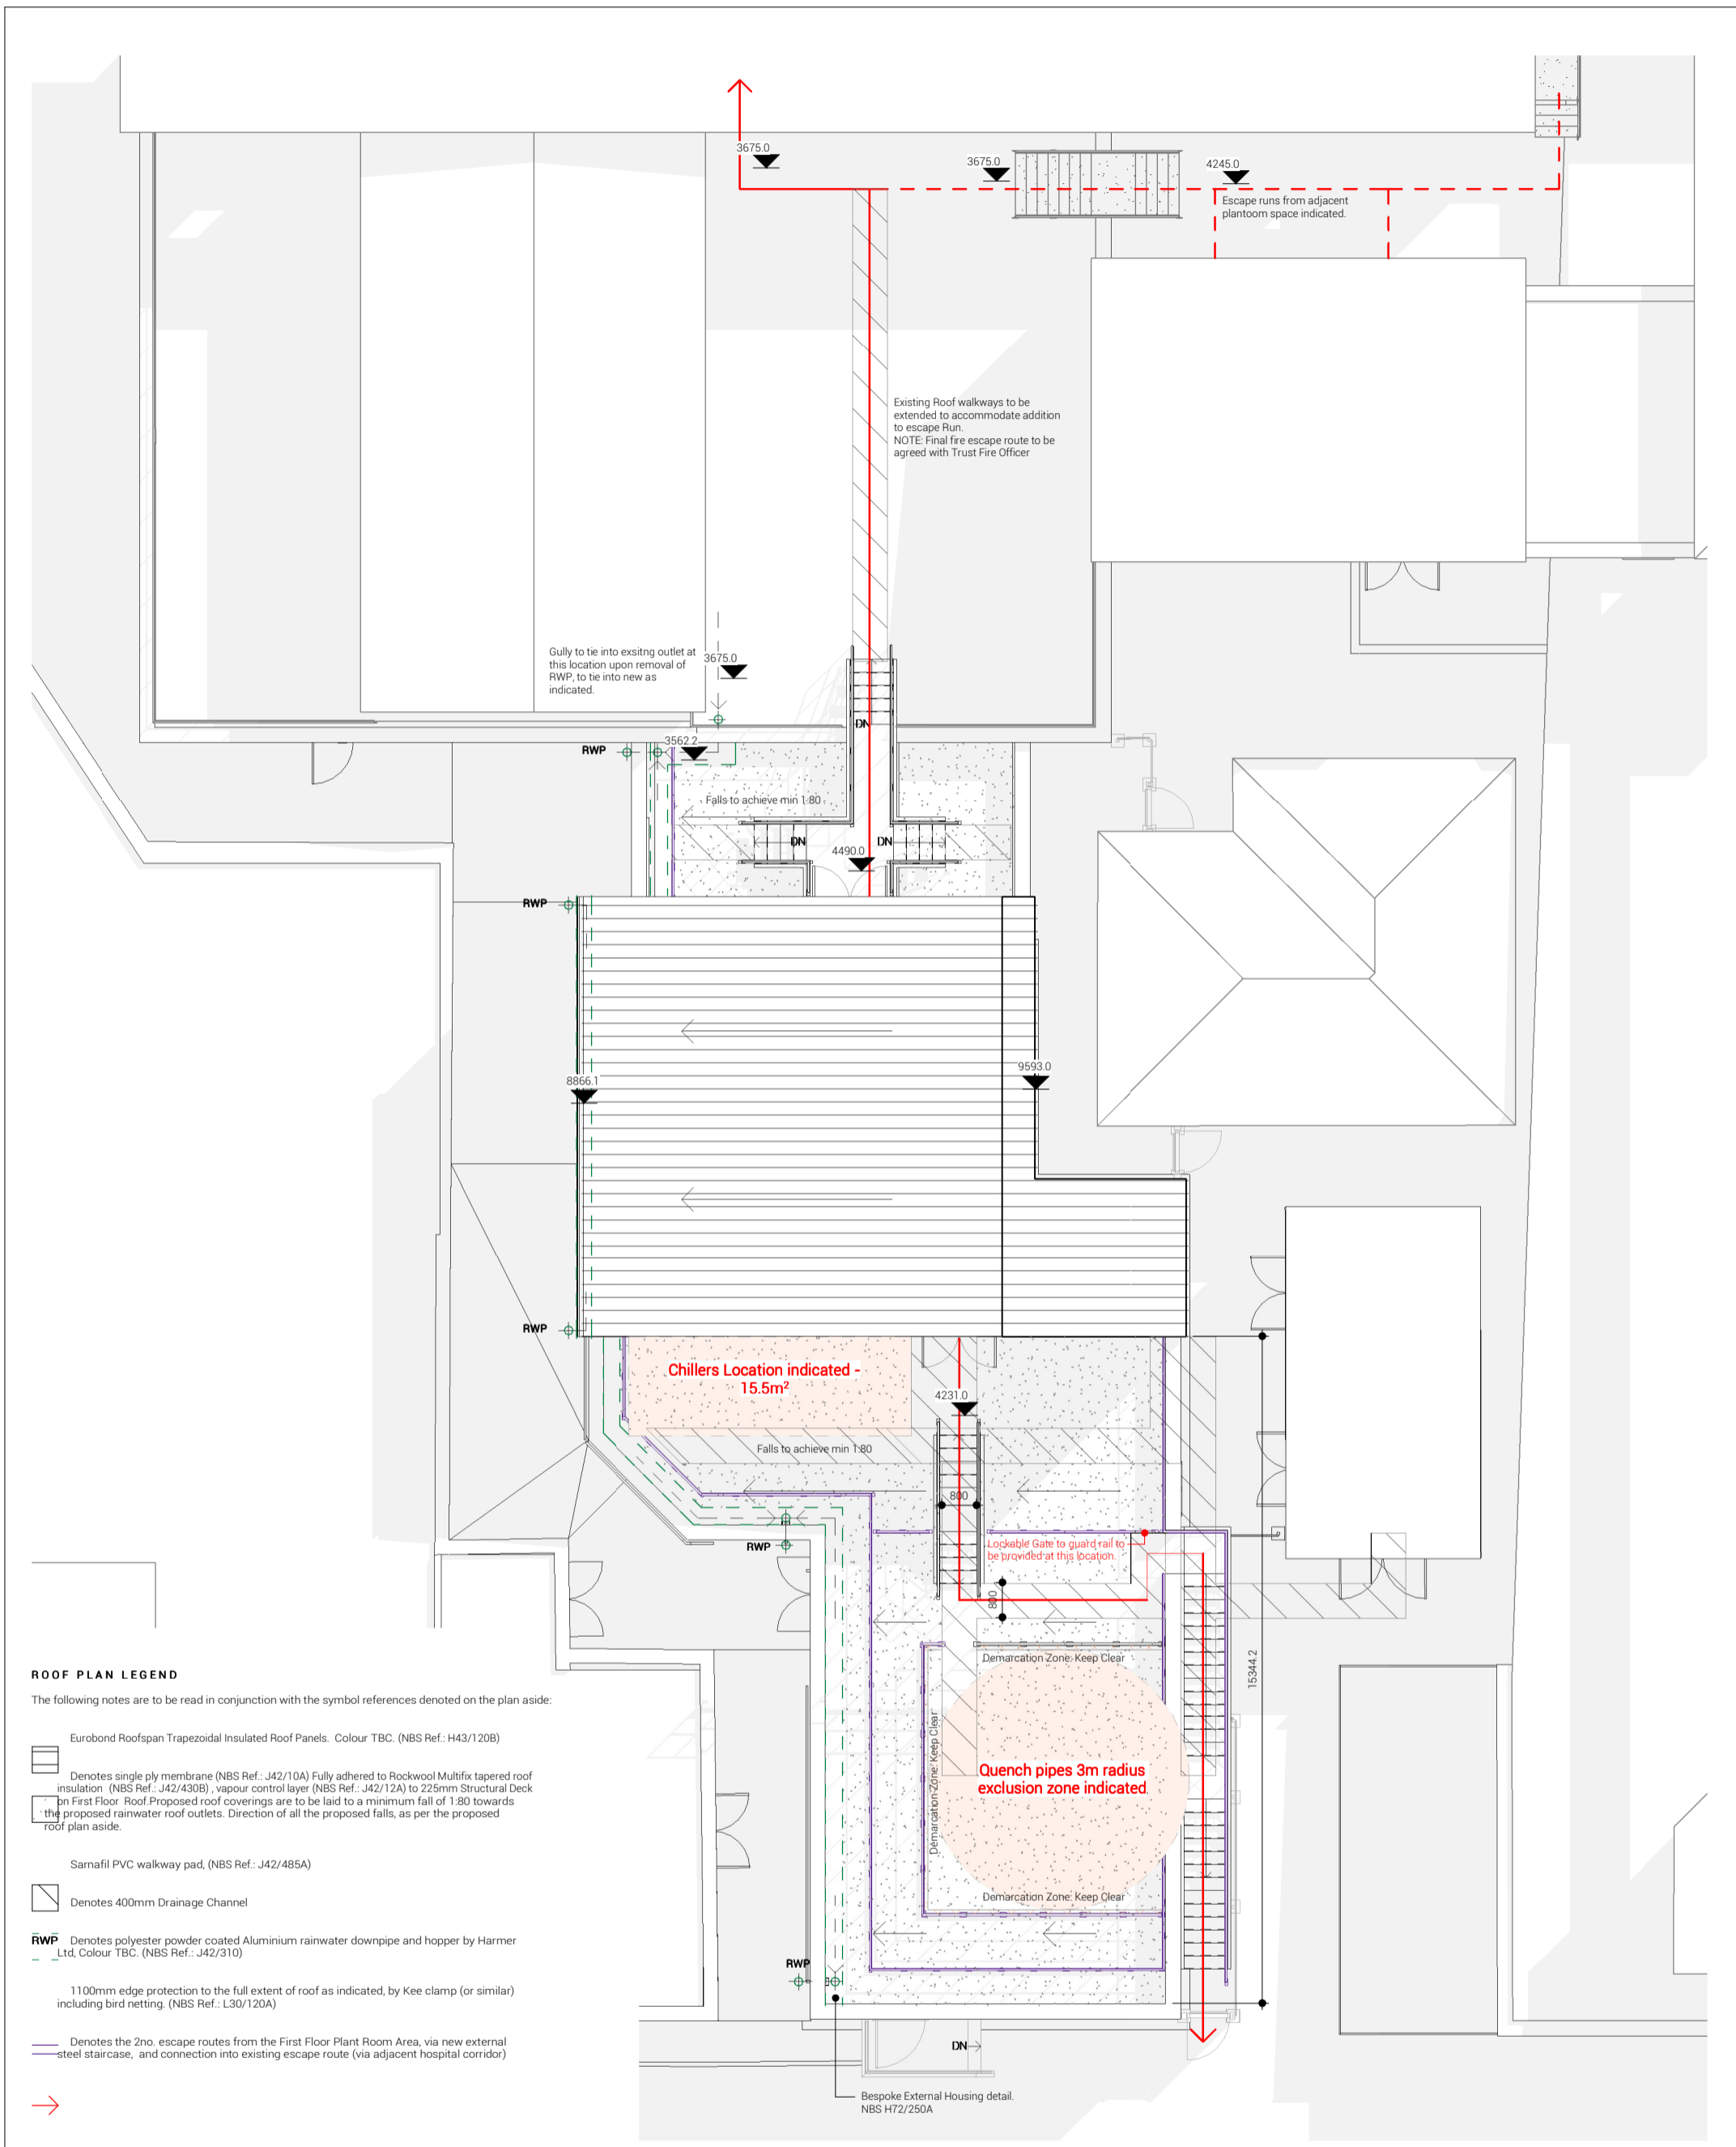 3675.0
3675.0
4245.0
Escape runs from adjacent
plantoom space indicated.
Existing Roof walkways to be
extended to accommodate addition
to escape Run.
NOTE: Final fire escape route to be
agreed with Trust Fire Officer
Gully to tie into exsitng outlet at
this location upon removal of
RWP, to tie into new as
indicated.
3675.0
DN
RWP
3562.2
Falls to achieve min 1:80
DN
DN
4490.0
RWP
8866.1
9593.0
RWP
Chillers Location indicated -
15.5m²
4231.0
Falls to achieve min 1:80
800
RWP
Lockable Gate to guard rail to
be provided at this location.
800
Demarcation Zone: Keep Clear
15344.2
Demarcation Zone: Keep Clear
Quench pipes 3m radius
exclusion zone indicated
Demarcation Zone: Keep Clear
RWP
DN
Bespoke External Housing detail.
NBS H72/250A
ROOF PLAN LEGEND
The following notes are to be read in conjunction with the symbol references denoted on the plan aside:
Eurobond Roofspan Trapezoidal Insulated Roof Panels. Colour TBC. (NBS Ref.: H43/120B)
Denotes single ply membrane (NBS Ref.: J42/10A) Fully adhered to Rockwool Multifix tapered roof
insulation (NBS Ref.: J42/430B) , vapour control layer (NBS Ref.: J42/12A) to 225mm Structural Deck
on First Floor Roof.Proposed roof coverings are to be laid to a minimum fall of 1:80 towards
the proposed rainwater roof outlets. Direction of all the proposed falls, as per the proposed
roof plan aside.
Sarnafil PVC walkway pad, (NBS Ref.: J42/485A)
Denotes 400mm Drainage Channel
RWP Denotes polyester powder coated Aluminium rainwater downpipe and hopper by Harmer
Ltd, Colour TBC. (NBS Ref.: J42/310)
1100mm edge protection to the full extent of roof as indicated, by Kee clamp (or similar)
including bird netting. (NBS Ref.: L30/120A)
Denotes the 2no. escape routes from the First Floor Plant Room Area, via new external
steel staircase, and connection into existing escape route (via adjacent hospital corridor)